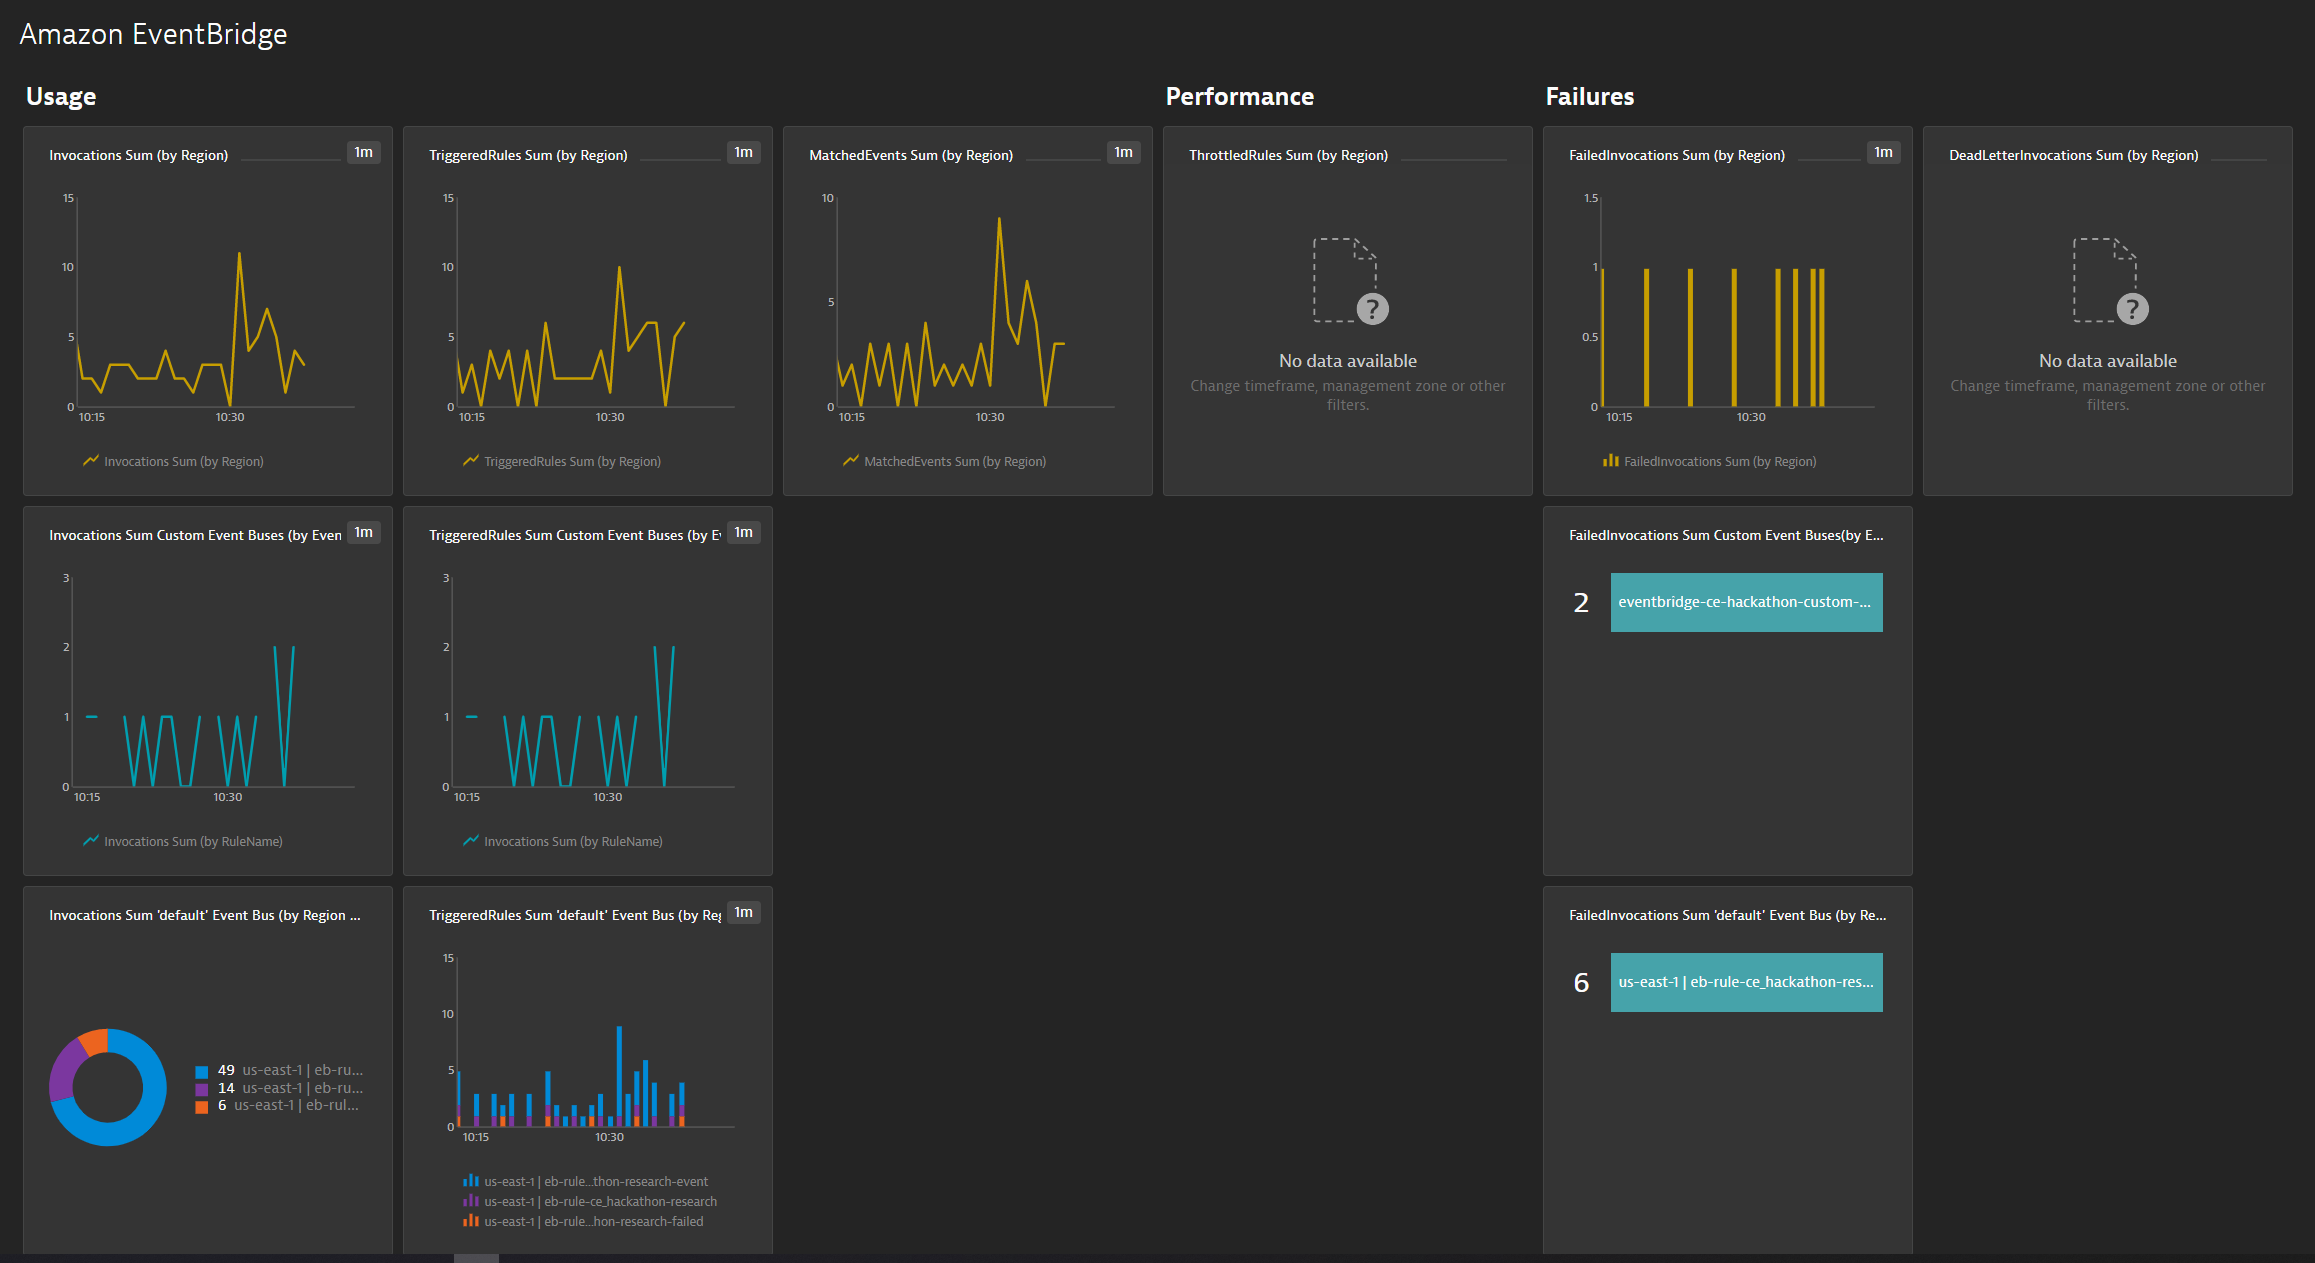 Amazon EventBridge
Usage
Performance
Failures
Invocations Sum (by Region)
1m
15
10
5
0
10:15
10:30
Invocations Sum (by Region)
TriggeredRules Sum (by Region)
1m
15
10
5
0
10:15
10:30
TriggeredRules Sum (by Region)
MatchedEvents Sum (by Region)
1m
10
5
0
10:15
10:30
MatchedEvents Sum (by Region)
ThrottledRules Sum (by Region)
?
No data available
Change timeframe, management zone or other
filters.
FailedInvocations Sum (by Region)
1m
1.5
1
0.5
0
10:15
10:30
FailedInvocations Sum (by Region)
DeadLetterInvocations Sum (by Region)
?
No data available
Change timeframe, management zone or other
filters.
Invocations Sum Custom Event Buses (by Even
1m
3
2
1
0
10:15
10:30
Invocations Sum (by RuleName)
TriggeredRules Sum Custom Event Buses (by Ev
1m
3
2
1
0
10:15
10:30
Invocations Sum (by RuleName)
FailedInvocations Sum Custom Event Buses(by E...
2
eventbridge-ce-hackathon-custom-...
Invocations Sum 'default' Event Bus (by Region ...
49 us-east-1 | eb-ru...
14 us-east-1 | eb-ru...
6 us-east-1 | eb-rul...
TriggeredRules Sum 'default' Event Bus (by Reg
1m
15
10
5
0
10:15
10:30
us-east-1 | eb-rule...thon-research-event
us-east-1 | eb-rule-ce_hackathon-research
us-east-1 | eb-rule...hon-research-failed
FailedInvocations Sum 'default' Event Bus (by Re...
6
us-east-1 | eb-rule-ce_hackathon-res...